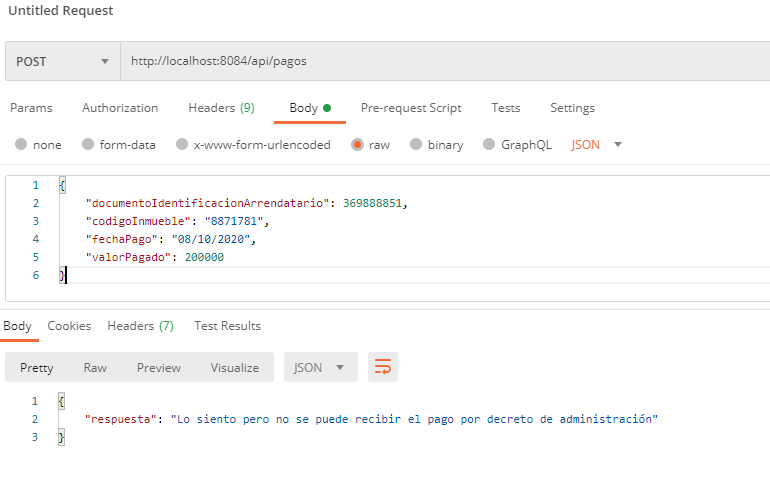 Untitled Request
POST http://localhost:8084/api/pagos
Params Authorization Headers (9) Body Pre-request Script Tests Settings
none form-data x-www-form-urlencoded raw binary GraphQL JSON
1 {
2 "documentoIdentificacionArrendatario": 369888851,
3 "codigoInmueble": "8871781",
4 "fechaPago": "08/10/2020",
5 "valorPagado": 200000
6 }
Body Cookies Headers (7) Test Results
Pretty Raw Preview Visualize JSON
1 {
2 "respuesta": "Lo siento pero no se puede recibir el pago por decreto de administración"
3 }